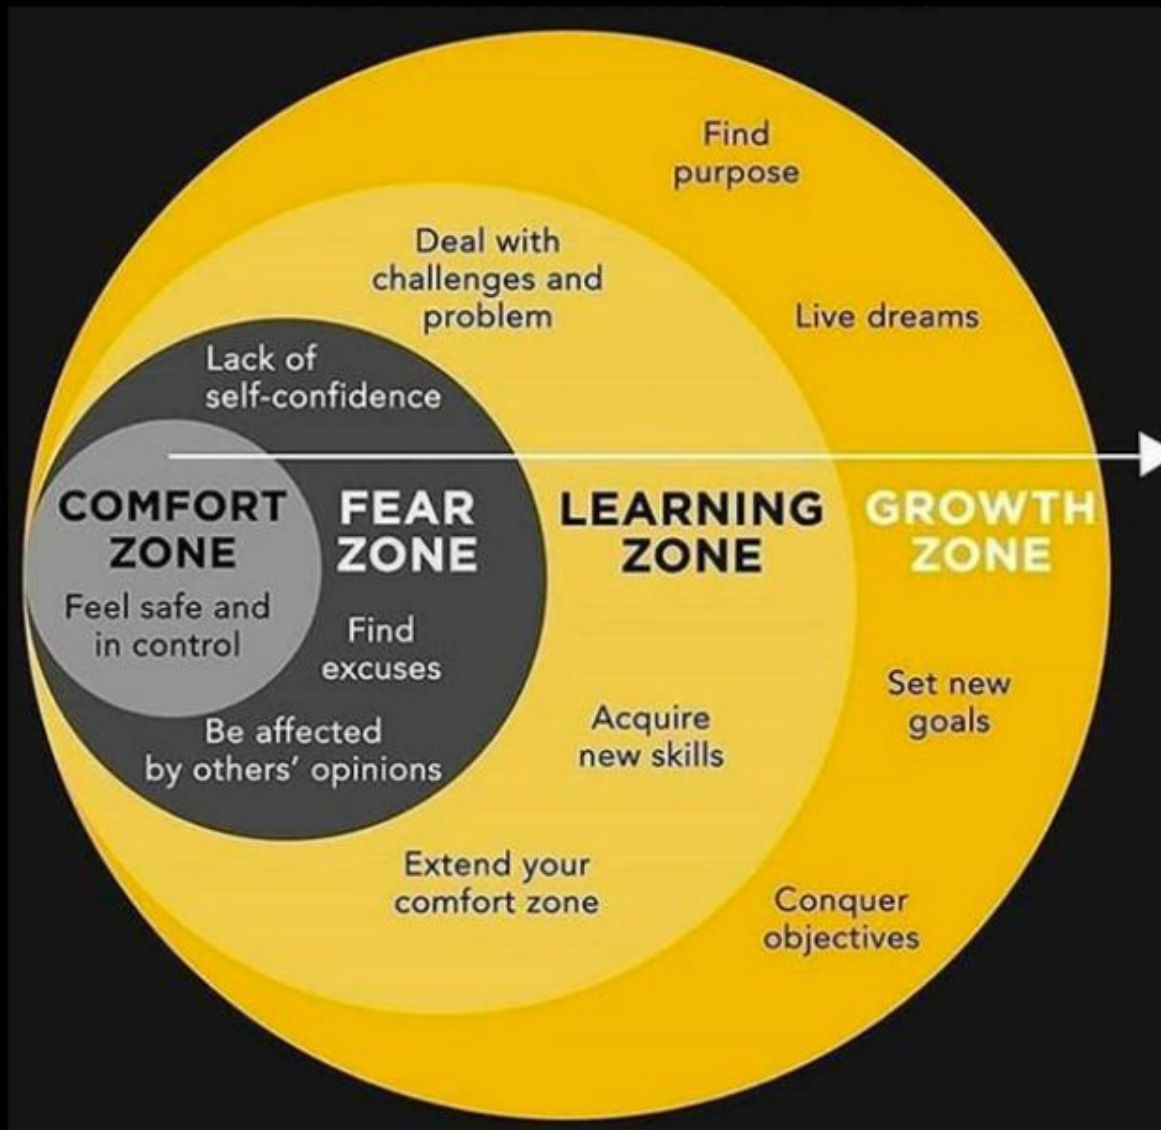 Find
purpose
Deal with
challenges and
problem
Live dreams
Lack of
self-confidence
COMFORT
ZONE
Feel safe and
in control
FEAR
ZONE
Find
excuses
Be affected
by others’ opinions
LEARNING
ZONE
Acquire
new skills
Extend your
comfort zone
GROWTH
ZONE
Set new
goals
Conquer
objectives